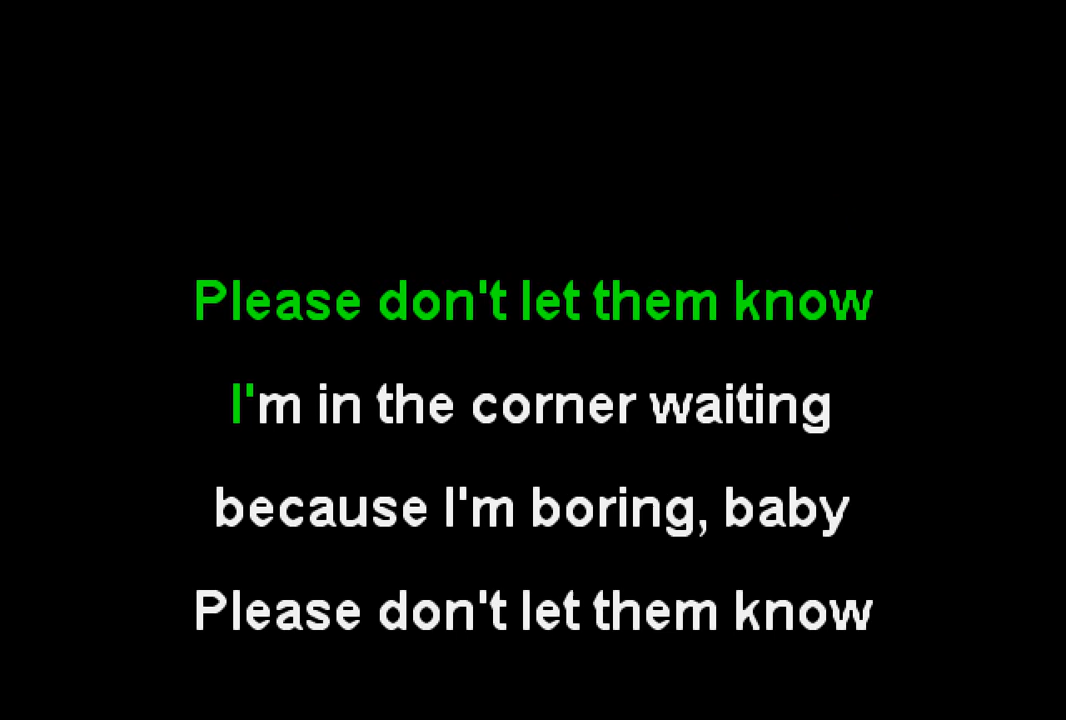 Please don't let them know
I'm in the corner waiting
because I'm boring, baby
Please don't let them know